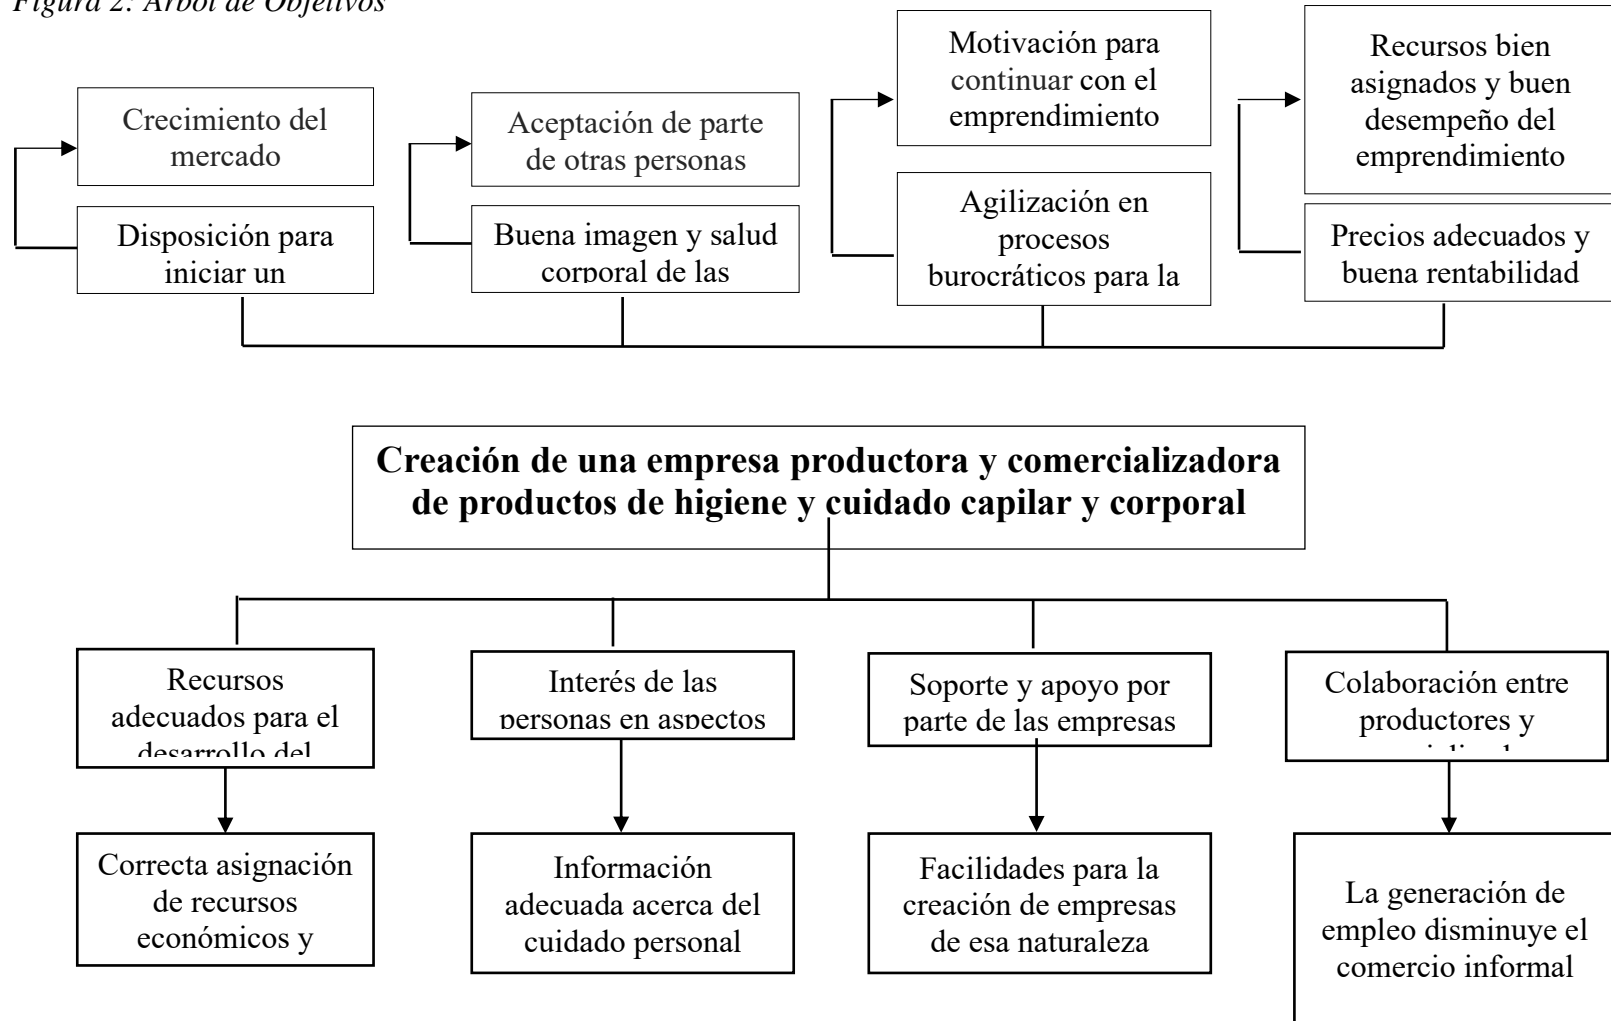 Figura 2: Árbol de Objetivos
Crecimiento del
mercado
Aceptación de parte
de otras personas
Motivación para
continuar con el
emprendimiento
Recursos bien
asignados y buen
desempeño del
emprendimiento
Disposición para
iniciar un
Buena imagen y salud
corporal de las
Agilización en
procesos
burocráticos para la
Precios adecuados y
buena rentabilidad
Creación de una empresa productora y comercializadora
de productos de higiene y cuidado capilar y corporal
Recursos
adecuados para el
desarrollo del
Interés de las
personas en aspectos
Soporte y apoyo por
parte de las empresas
Colaboración entre
productores y
Correcta asignación
de recursos
económicos y
Información
adecuada acerca del
cuidado personal
Facilidades para la
creación de empresas
de esa naturaleza
La generación de
empleo disminuye el
comercio informal